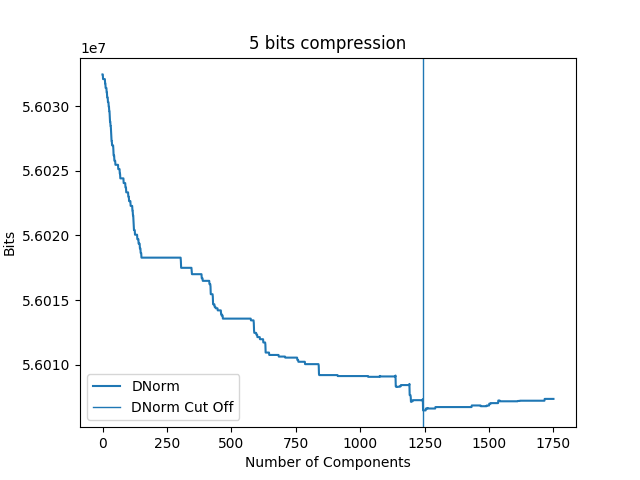 5 bits compression
1e7
5.6030
5.6025
5.6020
5.6015
5.6010
Bits
DNorm
DNorm Cut Off
0 250 500 750 1000 1250 1500 1750
Number of Components